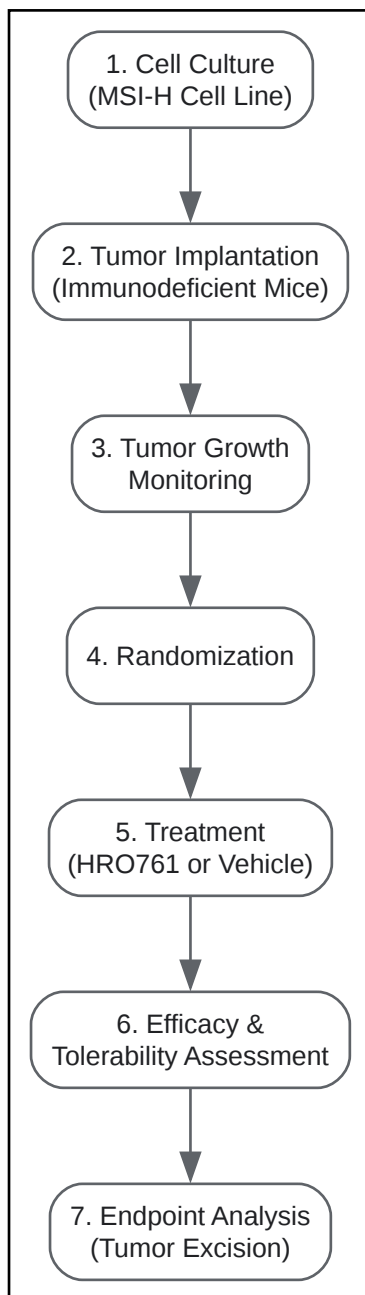 1. Cell Culture
(MSI-H Cell Line)
2. Tumor Implantation
(Immunodeficient Mice)
3. Tumor Growth
Monitoring
4. Randomization
5. Treatment
(HRO761 or Vehicle)
6. Efficacy &
Tolerability Assessment
7. Endpoint Analysis
(Tumor Excision)